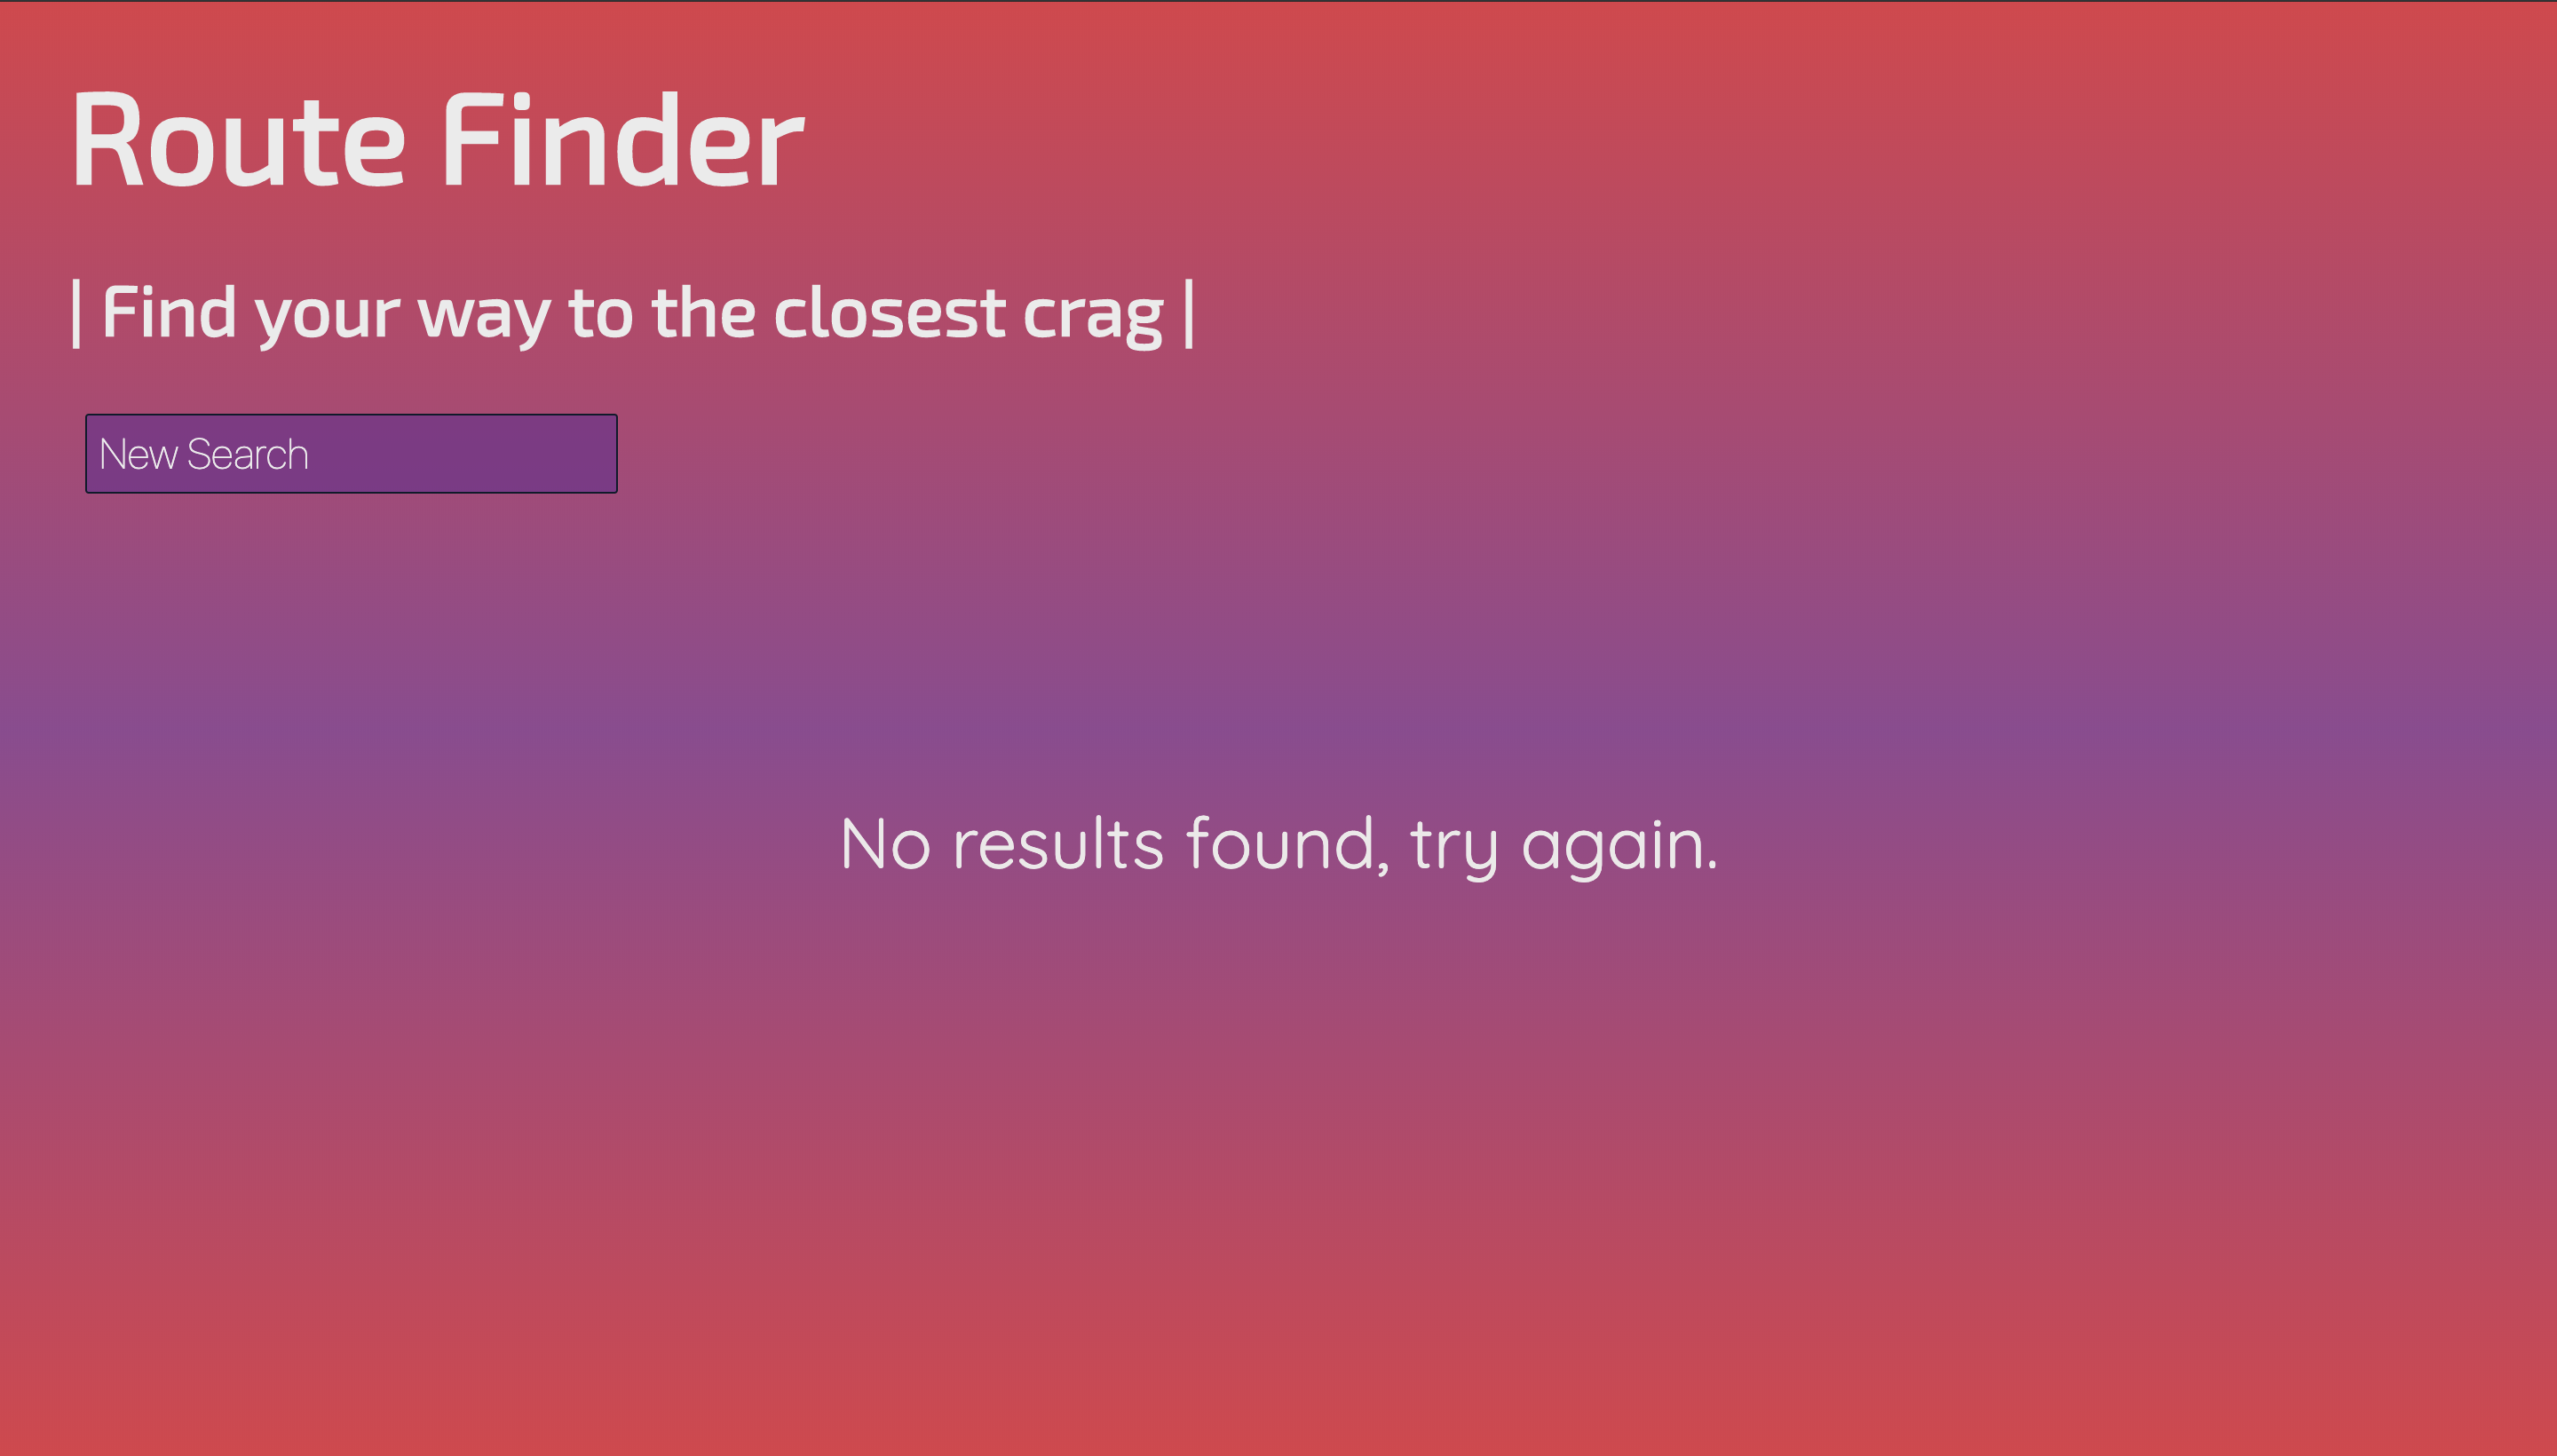 Route Finder
| Find your way to the closest crag |
New Search
No results found, try again.